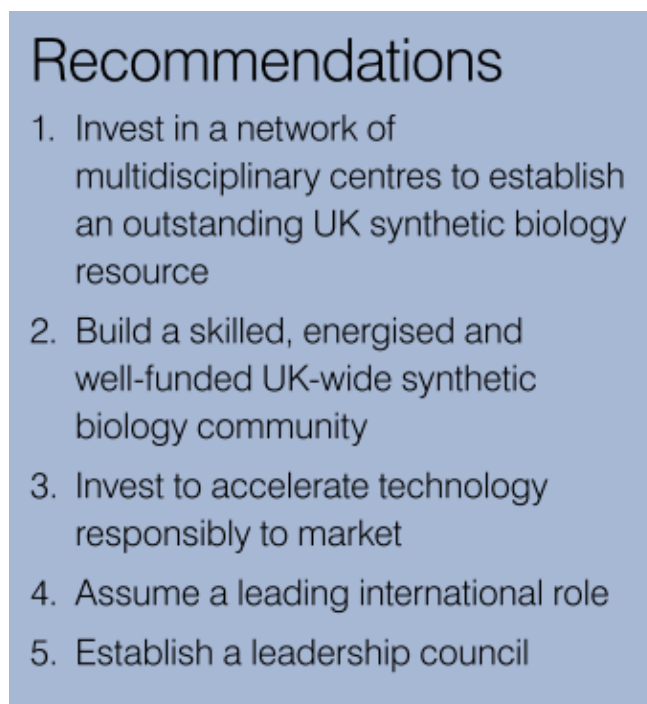 Recommendations
1. Invest in a network of
multidisciplinary centres to establish
an outstanding UK synthetic biology
resource
2. Build a skilled, energised and
well-funded UK-wide synthetic
biology community
3. Invest to accelerate technology
responsibly to market
4. Assume a leading international role
5. Establish a leadership council